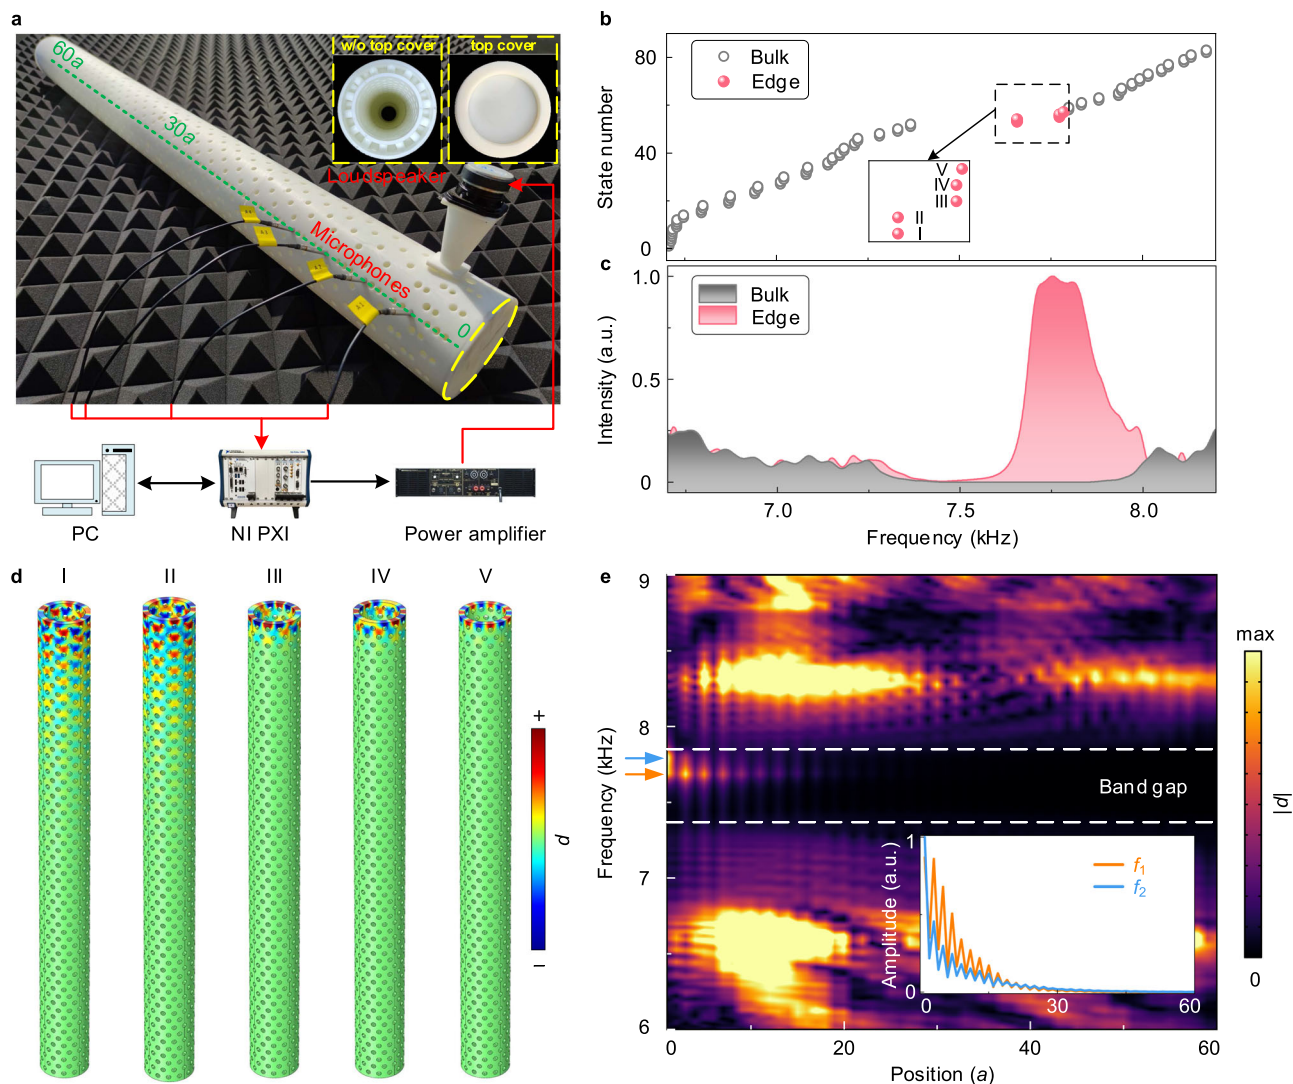 a
w/o top cover
top cover
60a
30a
0
Loudspeaker
Microphones
PC
NI PXI
Power amplifier
b
80
40
0
State number
Bulk
Edge
V
IV
III
II
I
c
1.0
0.5
0
Intensity (a.u.)
Bulk
Edge
7.0
7.5
8.0
Frequency (kHz)
d
I
II
III
IV
V
+
p
−
e
9
8
7
6
Frequency (kHz)
Band gap
1
0
Amplitude (a.u.)
f1
f2
0
30
60
0
20
40
60
Position (a)
max
|p|
0